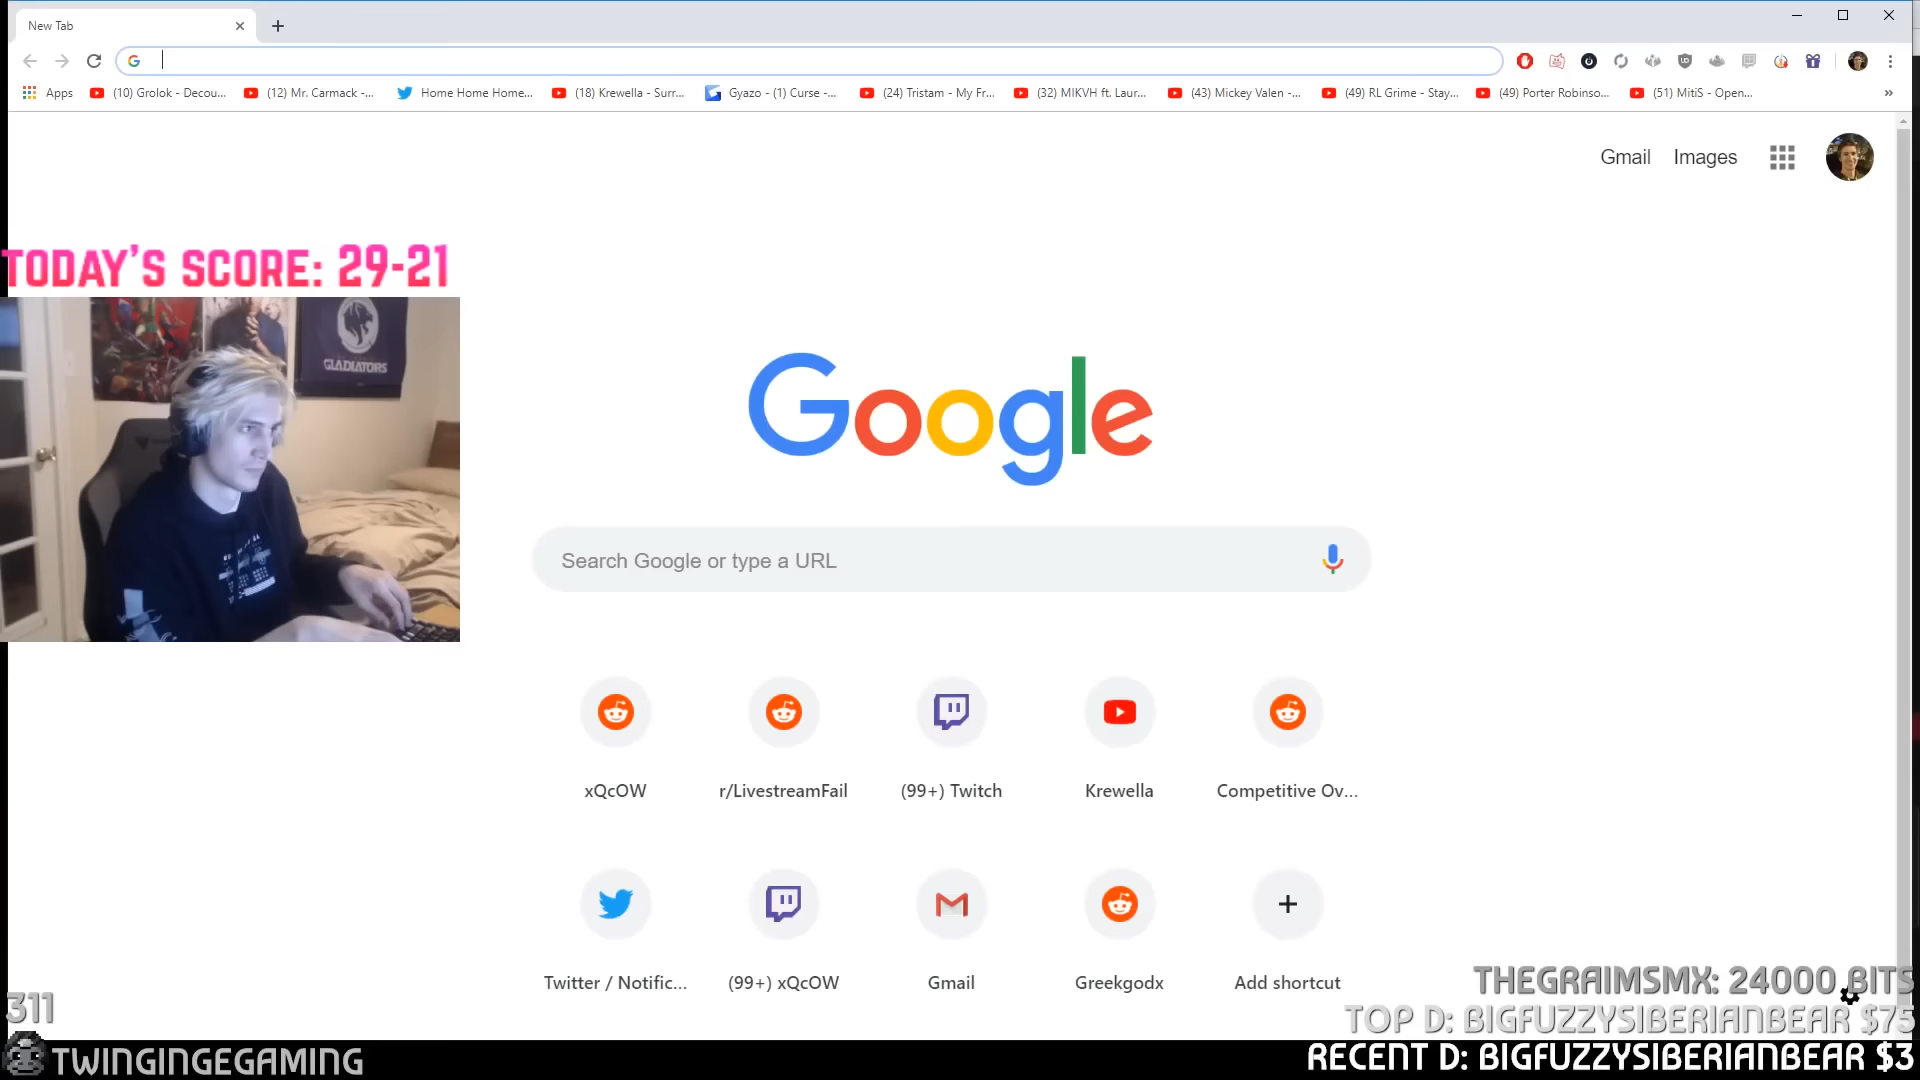 New Tab
Apps
(10) Grolok - Decou...
(12) Mr. Carmack -...
Home Home Home...
(18) Krewella - Surr...
Gyazo - (1) Curse -...
(24) Tristam - My Fr...
(32) MIKVH ft. Laur...
(43) Mickey Valen -...
(49) RL Grime - Stay...
(49) Porter Robinso...
(51) MitiS - Open...
»
Gmail Images
TODAY'S SCORE: 29-21
GLADIATORS
Google
Search Google or type a URL
xQcOW
r/LivestreamFail
(99+) Twitch
Krewella
Competitive Ov...
Twitter / Notific...
(99+) xQcOW
Gmail
Greekgodx
Add shortcut
311
TWINGINGEGAMING
THEGRAIMSMX: 24000 BITS
TOP D: BIGFUZZYSIBERIANBEAR $75
RECENT D: BIGFUZZYSIBERIANBEAR $3